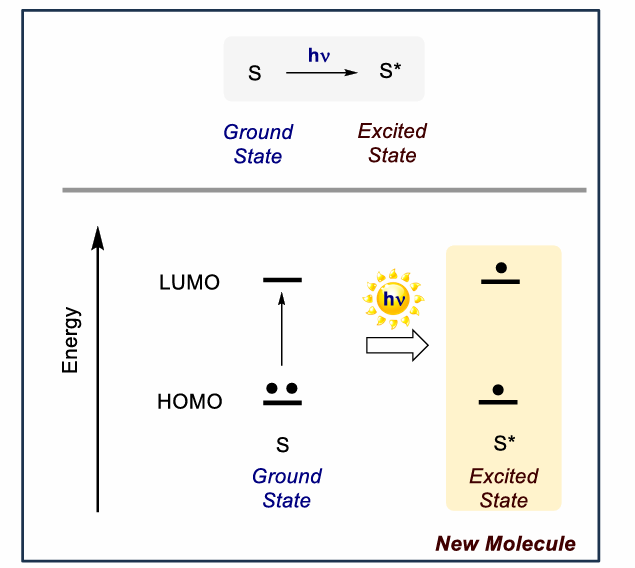 hν
S S*
Ground Excited
State State
LUMO
hν
Energy
HOMO
S S*
Ground Excited
State State
New Molecule